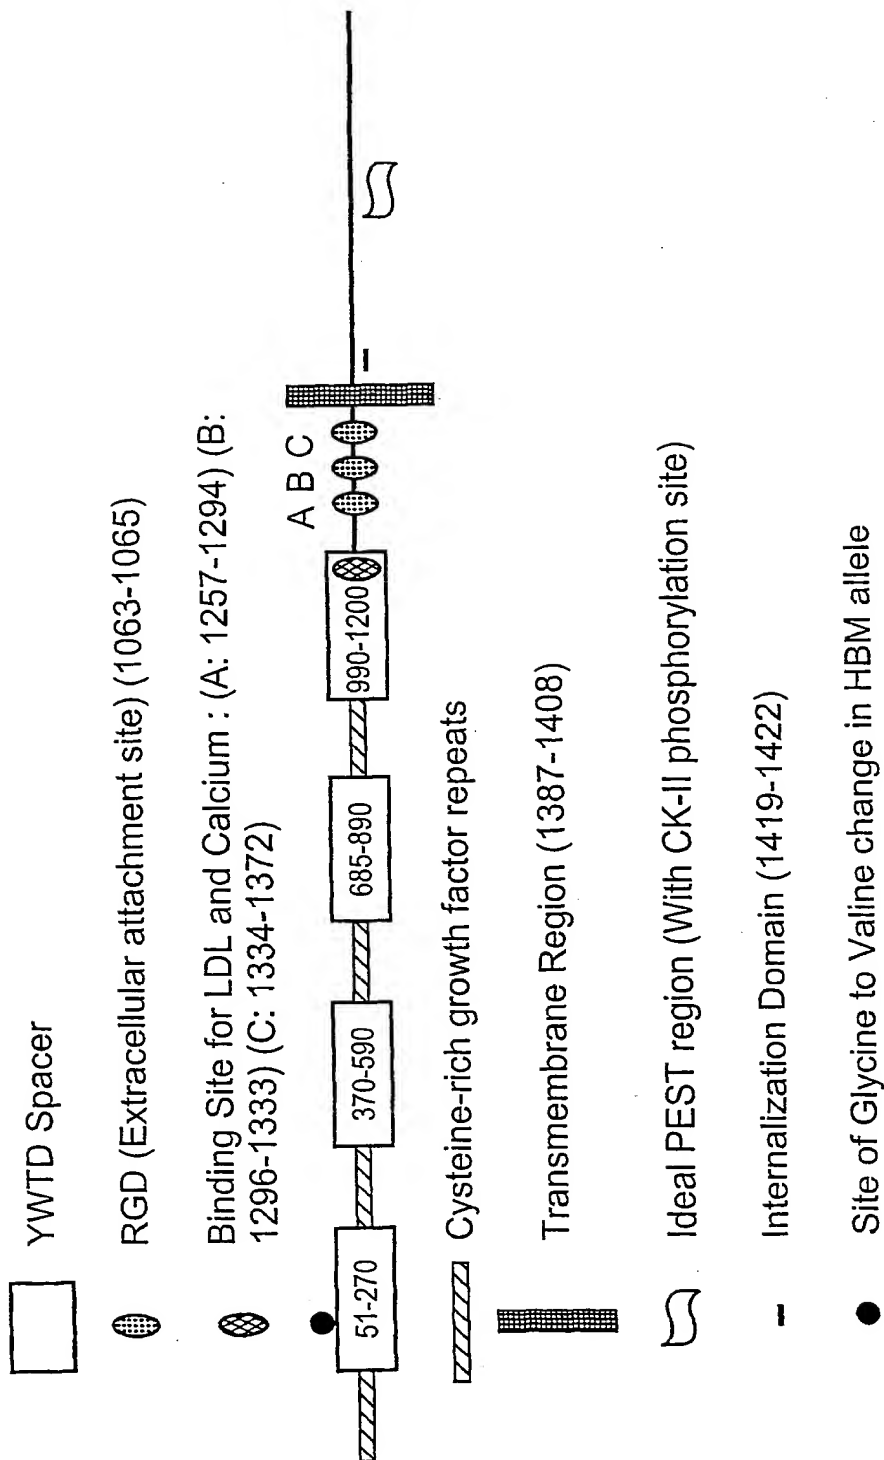 YWTD Spacer
RGD (Extracellular attachment site) (1063-1065)
Binding Site for LDL and Calcium : (A: 1257-1294) (B:
1296-1333) (C: 1334-1372)
A B C
51-270
370-590
685-890
990-1200
Cysteine-rich growth factor repeats
Transmembrane Region (1387-1408)
Ideal PEST region (With CK-II phosphorylation site)
Internalization Domain (1419-1422)
Site of Glycine to Valine change in HBM allele